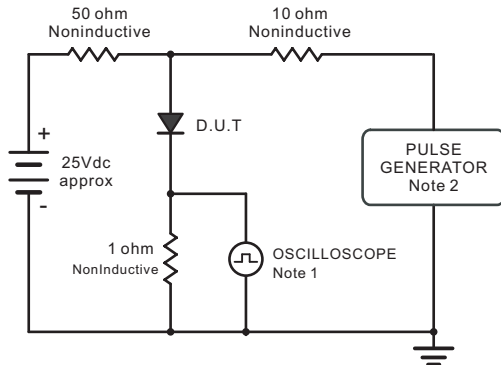 50 ohm
Noninductive
10 ohm
Noninductive
D.U.T
+
25Vdc
approx
-
PULSE
GENERATOR
Note 2
1 ohm
NonInductive
OSCILLOSCOPE
Note 1